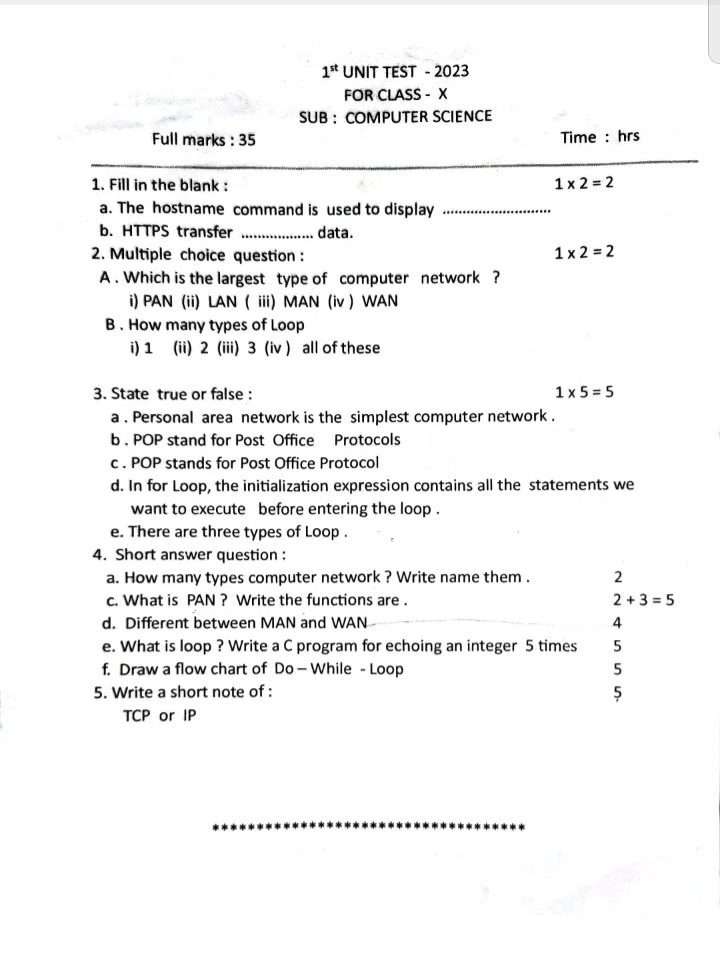 1st UNIT TEST - 2023
FOR CLASS - X
SUB : COMPUTER SCIENCE
Full marks : 35 Time : hrs
1. Fill in the blank : 1 x 2 = 2
a. The hostname command is used to display ...........................
b. HTTPS transfer .................. data.
2. Multiple choice question : 1 x 2 = 2
A . Which is the largest type of computer network ?
i) PAN (ii) LAN ( iii) MAN (iv ) WAN
B . How many types of Loop
i) 1 (ii) 2 (iii) 3 (iv ) all of these
3. State true or false : 1 x 5 = 5
a . Personal area network is the simplest computer network .
b . POP stand for Post Office Protocols
c . POP stands for Post Office Protocol
d. In for Loop, the initialization expression contains all the statements we
want to execute before entering the loop .
e. There are three types of Loop .
4. Short answer question :
a. How many types computer network ? Write name them . 2
c. What is PAN ? Write the functions are . 2 + 3 = 5
d. Different between MAN and WAN 4
e. What is loop ? Write a C program for echoing an integer 5 times 5
f. Draw a flow chart of Do – While - Loop 5
5. Write a short note of : 5
TCP or IP
***********************************